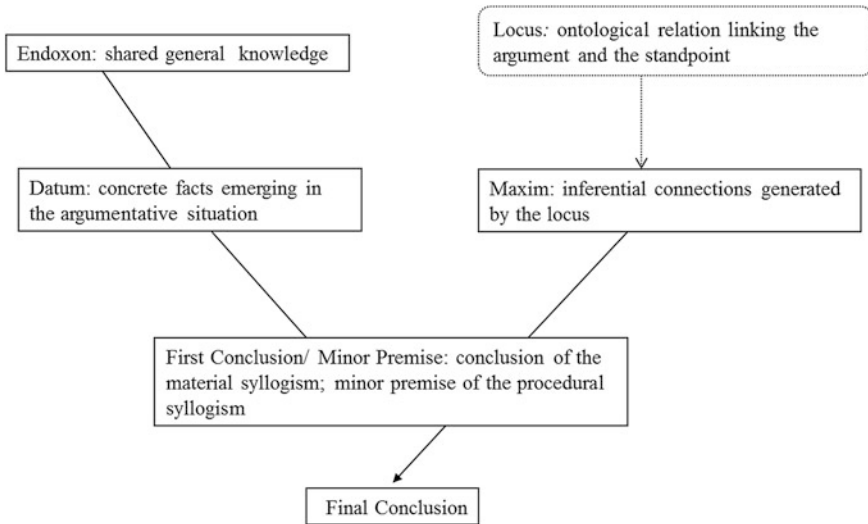 Endoxon: shared general knowledge
Locus: ontological relation linking the
argument and the standpoint
Datum: concrete facts emerging in
the argumentative situation
Maxim: inferential connections generated
by the locus
First Conclusion/ Minor Premise: conclusion of the
material syllogism; minor premise of the procedural
syllogism
Final Conclusion